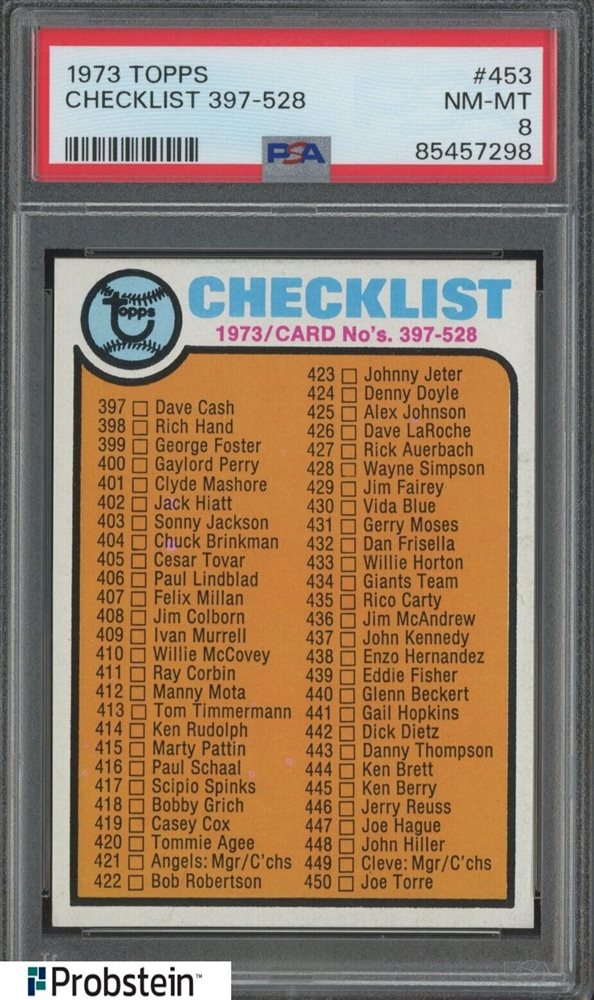 1973 TOPPS #453
CHECKLIST 397-528 NM-MT
8
PSA 85457298
Topps
CHECKLIST
1973/CARD No's. 397-528
397 Dave Cash
398 Rich Hand
399 George Foster
400 Gaylord Perry
401 Clyde Mashore
402 Jack Hiatt
403 Sonny Jackson
404 Chuck Brinkman
405 Cesar Tovar
406 Paul Lindblad
407 Felix Millan
408 Jim Colborn
409 Ivan Murrell
410 Willie McCovey
411 Ray Corbin
412 Manny Mota
413 Tom Timmermann
414 Ken Rudolph
415 Marty Pattin
416 Paul Schaal
417 Scipio Spinks
418 Bobby Grich
419 Casey Cox
420 Tommie Agee
421 Angels: Mgr/C'chs
422 Bob Robertson
423 Johnny Jeter
424 Denny Doyle
425 Alex Johnson
426 Dave LaRoche
427 Rick Auerbach
428 Wayne Simpson
429 Jim Fairey
430 Vida Blue
431 Gerry Moses
432 Dan Frisella
433 Willie Horton
434 Giants Team
435 Rico Carty
436 Jim McAndrew
437 John Kennedy
438 Enzo Hernandez
439 Eddie Fisher
440 Glenn Beckert
441 Gail Hopkins
442 Dick Dietz
443 Danny Thompson
444 Ken Brett
445 Ken Berry
446 Jerry Reuss
447 Joe Hague
448 John Hiller
449 Cleve: Mgr/C'chs
450 Joe Torre
Probstein™